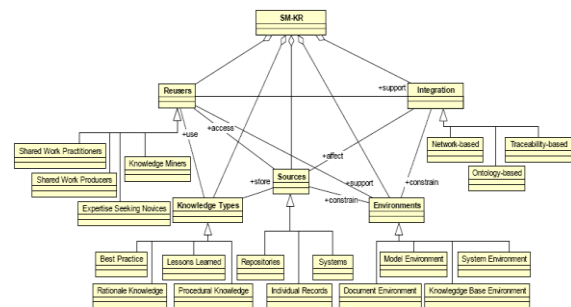 SM-KR
Reusers
Integration
+support
+use
+access
Shared Work Practitioners
Knowledge Miners
Shared Work Producers
Expertise Seeking Novices
Network-based
Traceability-based
Ontology-based
+affect
+constrain
Sources
+store
+support
+constrain
Knowledge Types
Environments
Best Practice
Lessons Learned
Repositories
Systems
Model Environment
System Environment
Rationale Knowledge
Procedural Knowledge
Individual Records
Document Environment
Knowlegdge Base Environment